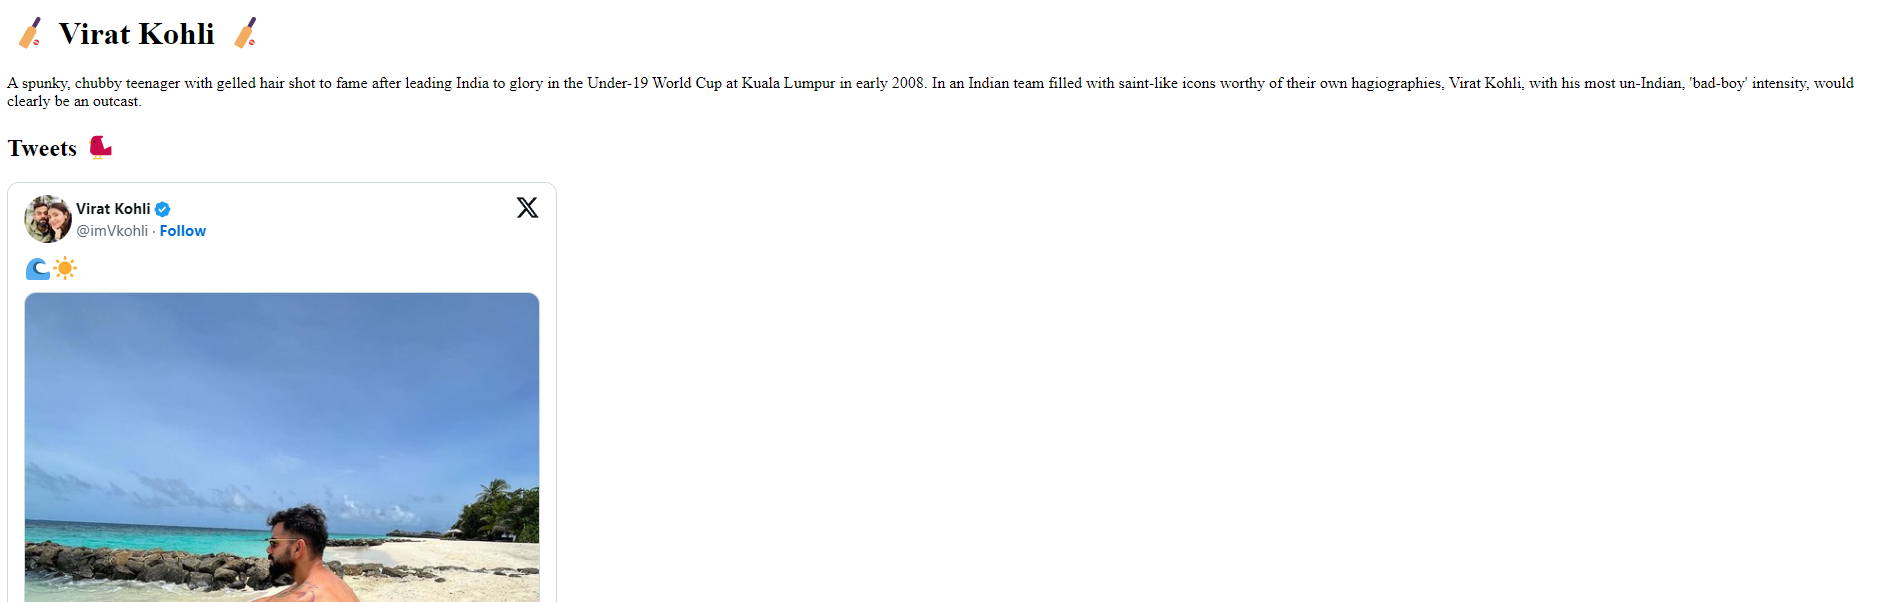 🏏 Virat Kohli 🏏
A spunky, chubby teenager with gelled hair shot to fame after leading India to glory in the Under-19 World Cup at Kuala Lumpur in early 2008. In an Indian team filled with saint-like icons worthy of their own hagiographies, Virat Kohli, with his most un-Indian, 'bad-boy' intensity, would
clearly be an outcast.
Tweets
Virat Kohli
@imVkohli · Follow
🌊☀️